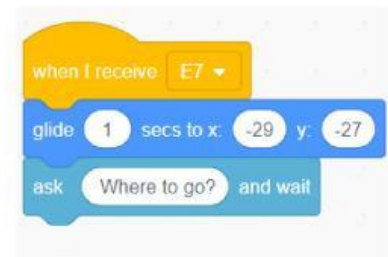 when I receive E7
glide 1 secs to x: -29 y: -27
ask Where to go? and wait